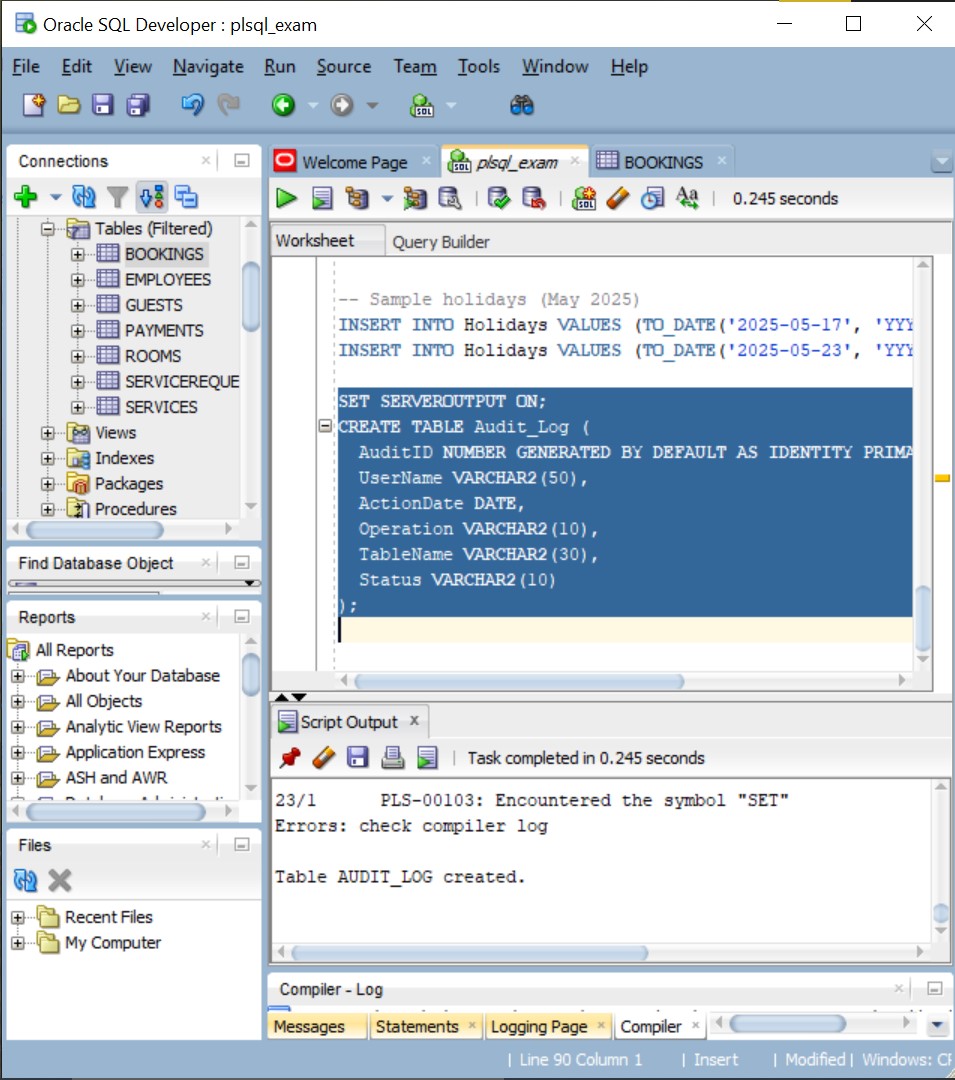 Oracle SQL Developer : plsql_exam
File Edit View Navigate Run Source Team Tools Window Help
Connections
Tables (Filtered)
BOOKINGS
EMPLOYEES
GUESTS
PAYMENTS
ROOMS
SERVICEREQUE
SERVICES
Views
Indexes
Packages
Procedures
Find Database Object
Reports
All Reports
About Your Database
All Objects
Analytic View Reports
Application Express
ASH and AWR
Files
Recent Files
My Computer
Welcome Page
plsql_exam
BOOKINGS
0.245 seconds
Worksheet
Query Builder
-- Sample holidays (May 2025)
INSERT INTO Holidays VALUES (TO_DATE('2025-05-17', 'YYY
INSERT INTO Holidays VALUES (TO_DATE('2025-05-23', 'YYY
SET SERVEROUTPUT ON;
CREATE TABLE Audit_Log (
AuditID NUMBER GENERATED BY DEFAULT AS IDENTITY PRIMA
UserName VARCHAR2(50),
ActionDate DATE,
Operation VARCHAR2(10),
TableName VARCHAR2(30),
Status VARCHAR2(10)
);
Script Output
Task completed in 0.245 seconds
23/1 PLS-00103: Encountered the symbol "SET"
Errors: check compiler log
Table AUDIT_LOG created.
Compiler - Log
Messages
Statements
Logging Page
Compiler
Line 90 Column 1
Insert
Modified
Windows: CF